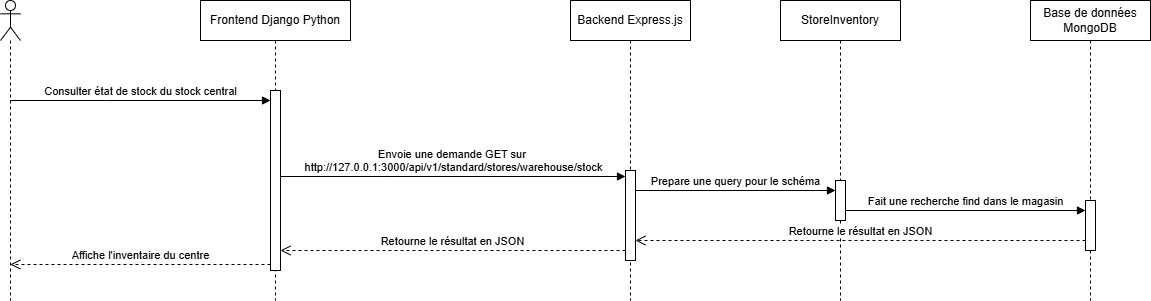 Frontend Django Python
Backend Express.js
StoreInventory
Base de données
MongoDB
Consulter état de stock du stock central
Envoie une demande GET sur
http://127.0.0.1:3000/api/v1/standard/stores/warehouse/stock
Prepare une query pour le schéma
Fait une recherche find dans le magasin
Retourne le résultat en JSON
Retourne le résultat en JSON
Affiche l'inventaire du centre